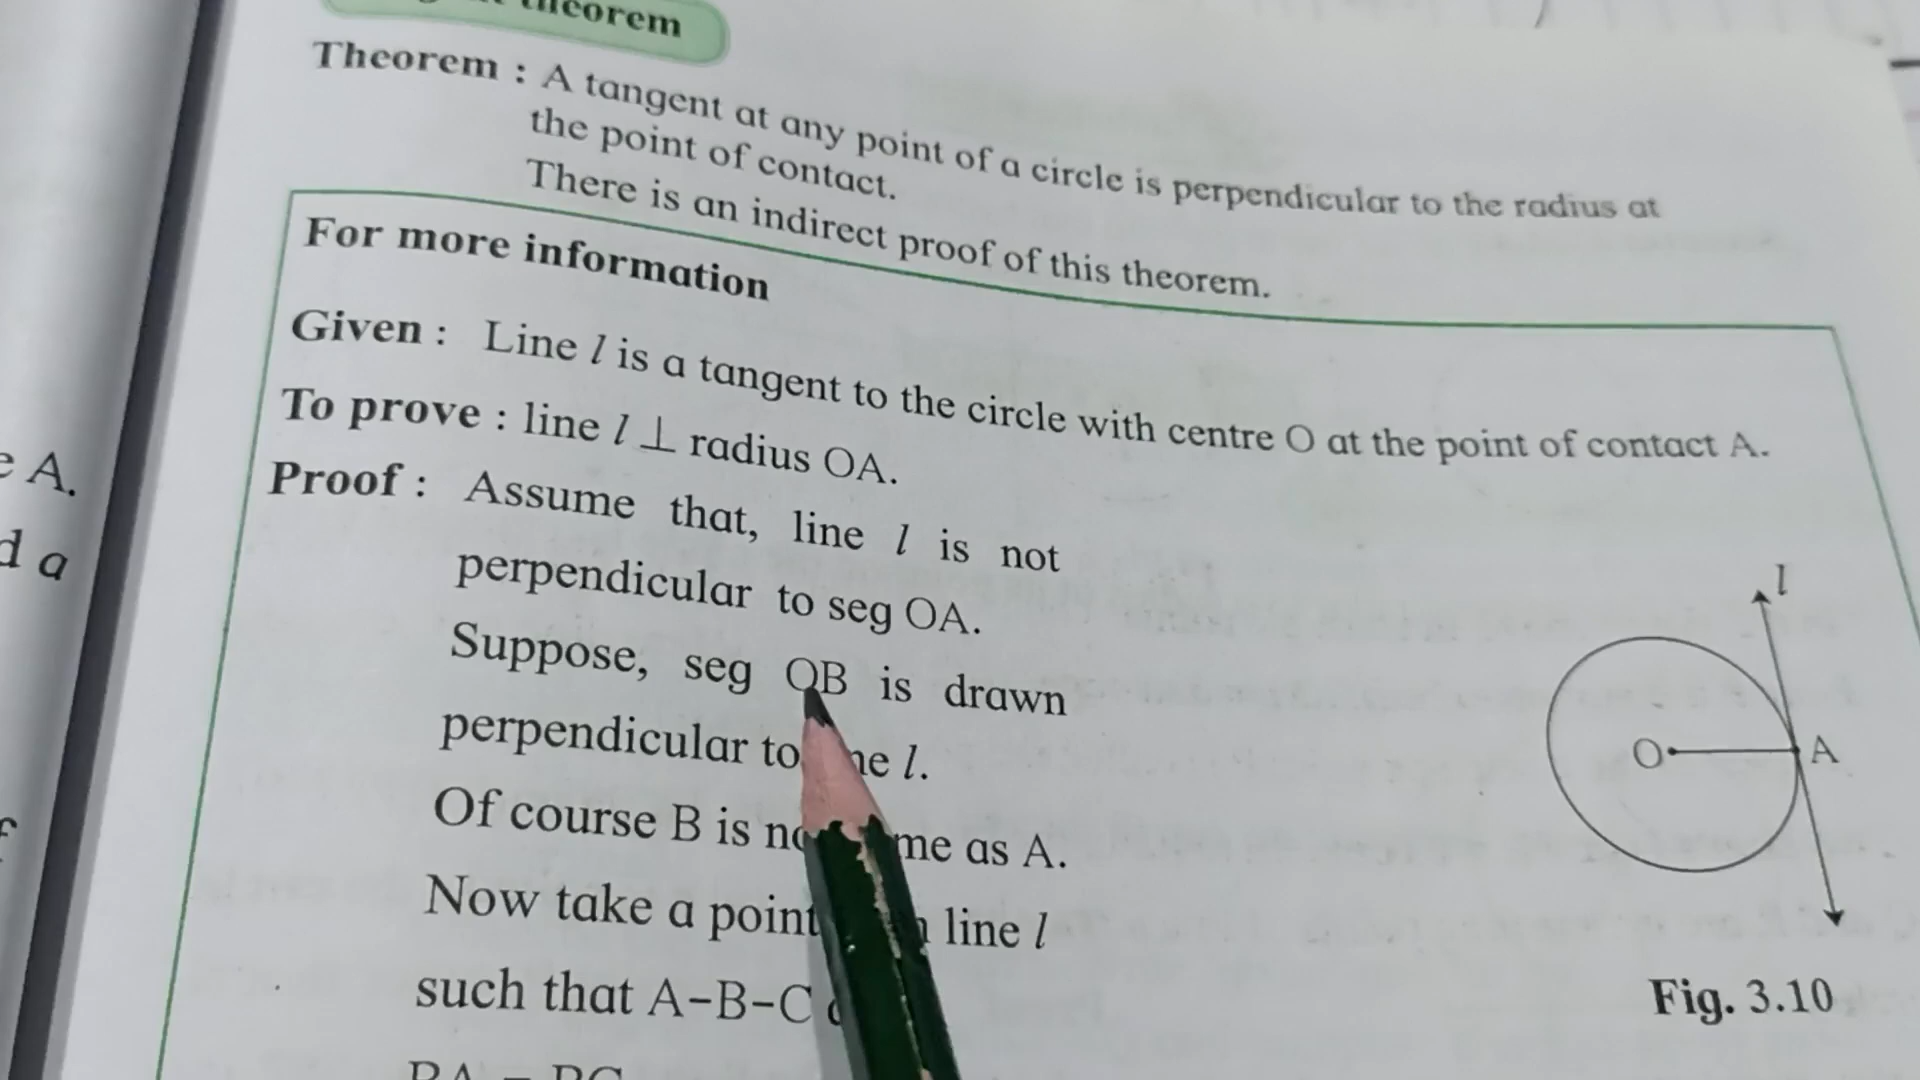 theorem
Theorem : A tangent at any point of a circle is perpendicular to the radius at
the point of contact.
There is an indirect proof of this theorem.
For more information
Given : Line l is a tangent to the circle with centre O at the point of contact A.
To prove : line l ⊥ radius OA.
Proof : Assume that, line l is not
perpendicular to seg OA.
Suppose, seg OB is drawn
perpendicular to l.
Of course B is as A.
Now take a point line l
such that A-B-C
A.
d a
l
O A
Fig. 3.10